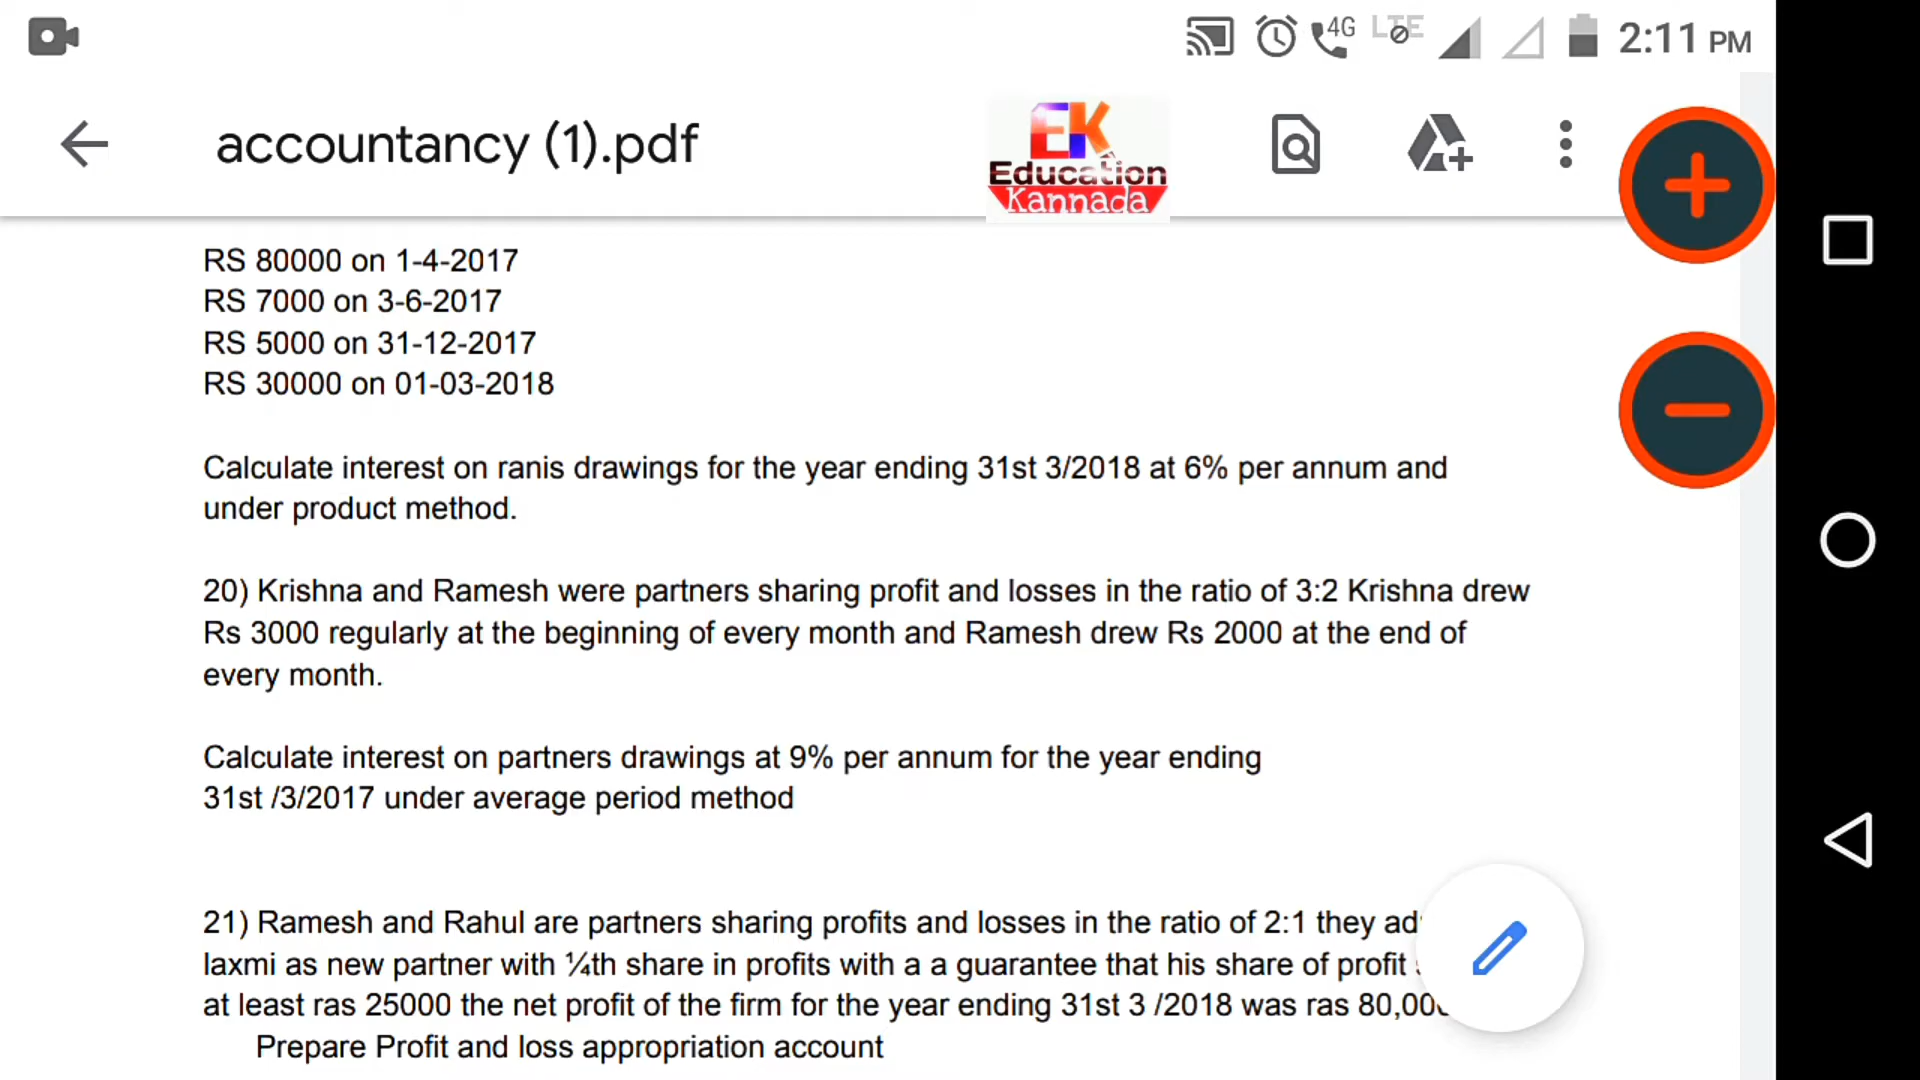 4G LTE 2:11 PM
accountancy (1).pdf
EK
Education
Kannada
RS 80000 on 1-4-2017
RS 7000 on 3-6-2017
RS 5000 on 31-12-2017
RS 30000 on 01-03-2018
Calculate interest on ranis drawings for the year ending 31st 3/2018 at 6% per annum and
under product method.
20) Krishna and Ramesh were partners sharing profit and losses in the ratio of 3:2 Krishna drew
Rs 3000 regularly at the beginning of every month and Ramesh drew Rs 2000 at the end of
every month.
Calculate interest on partners drawings at 9% per annum for the year ending
31st /3/2017 under average period method
21) Ramesh and Rahul are partners sharing profits and losses in the ratio of 2:1 they
laxmi as new partner with ¼th share in profits with a a guarantee that his share of profit
at least ras 25000 the net profit of the firm for the year ending 31st 3 /2018 was ras
Prepare Profit and loss appropriation account